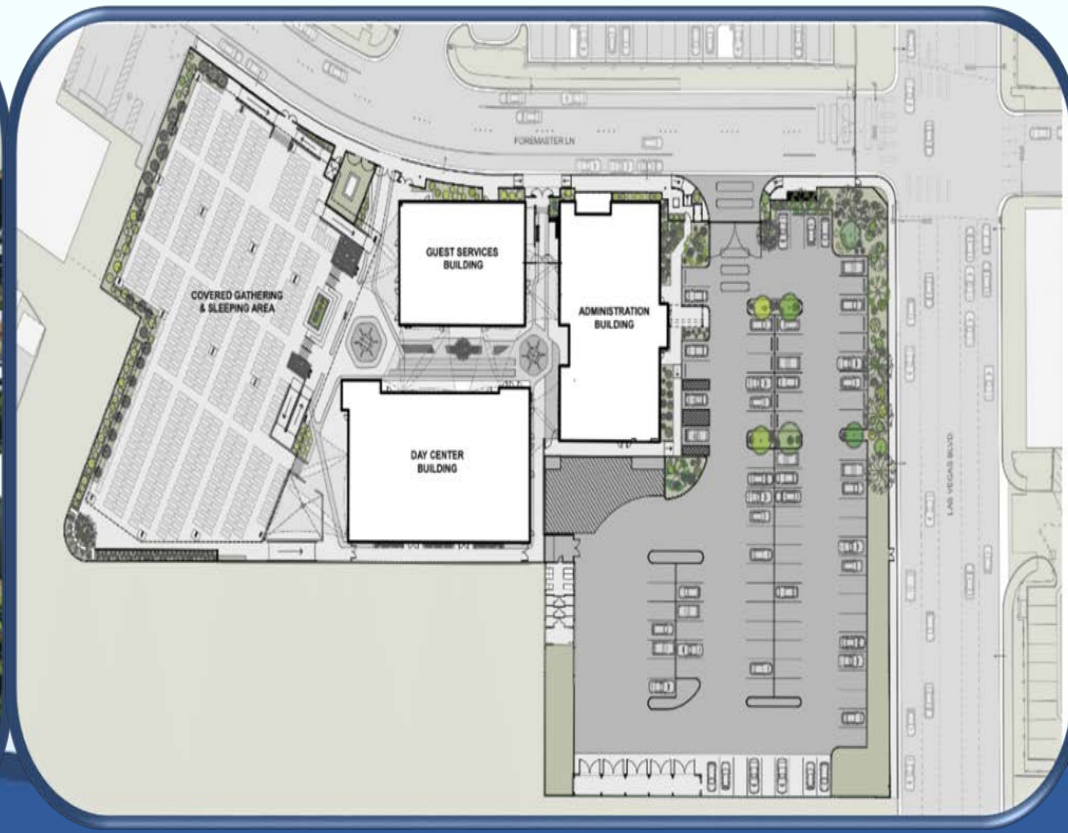 FOREMASTER LN
GUEST SERVICES
BUILDING
COVERED GATHERING
& SLEEPING AREA
ADMINISTRATION
BUILDING
DAY CENTER
BUILDING
LAS VEGAS BLVD.